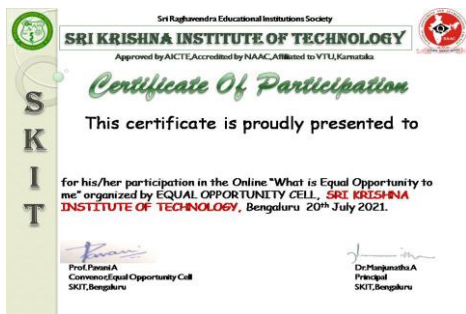 Sri Raghavendra Educational Institutions Society
SRI KRISHNA INSTITUTE OF TECHNOLOGY
Approved by AICTE,Accredited by NAAC,Affiliated to VTU,Karnataka
Certificate Of Participation
SKIT
This certificate is proudly presented to
for his/her participation in the Online "What is Equal Opportunity to
me" organized by EQUAL OPPORTUNITY CELL, SRI KRISHNA
INSTITUTE OF TECHNOLOGY, Bengaluru 20th July 2021.
Pavani
Prof.Pavani A
Convenor,Equal Opportunity Cell
SKIT,Bengaluru
Dr.Manjunatha A
Principal
SKIT,Bengaluru